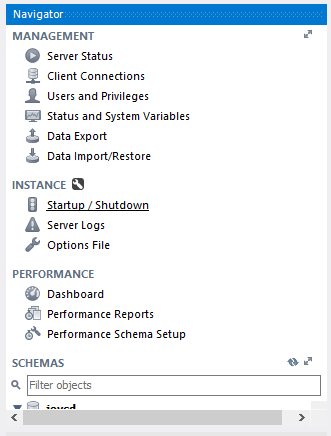 Navigator
MANAGEMENT
Server Status
Client Connections
Users and Privileges
Status and System Variables
Data Export
Data Import/Restore
INSTANCE
Startup / Shutdown
Server Logs
Options File
PERFORMANCE
Dashboard
Performance Reports
Performance Schema Setup
SCHEMAS
Filter objects